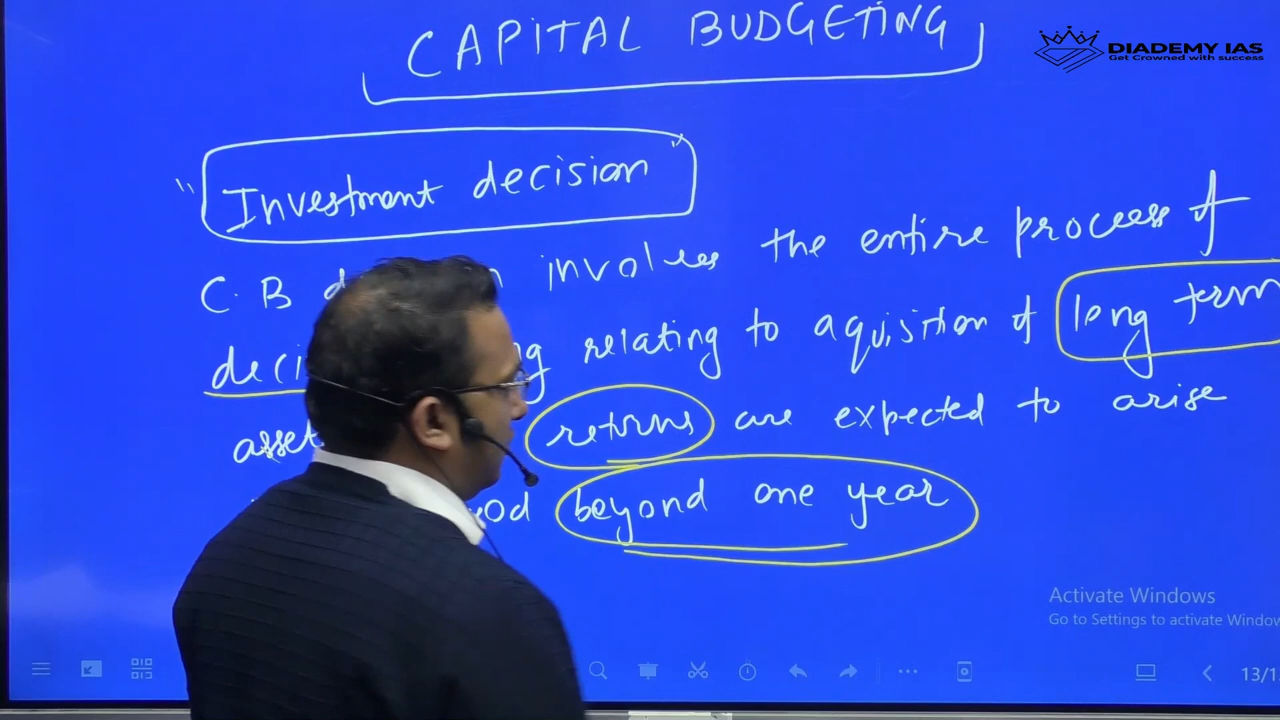 CAPITAL BUDGETING
DIADEMY IAS
Get Crowned with success
"Investment decision"
C.B involves the entire process of
deci relating to aquisition of long term
asset returns are expected to arise
beyond one year
Activate Windows
Go to Settings to activate Window
13/1